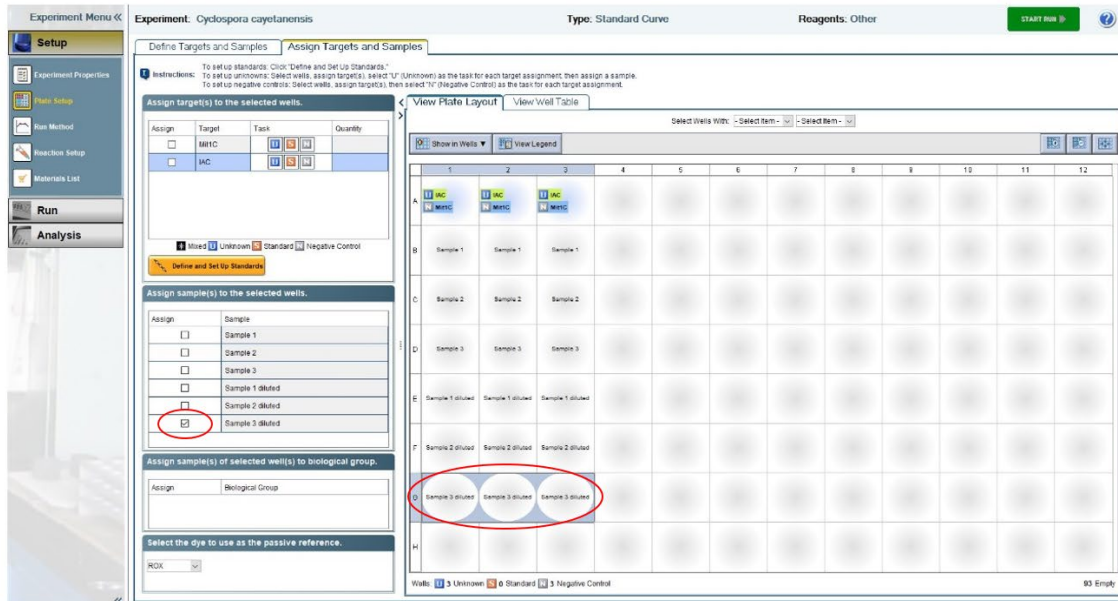 Experiment Menu «
Experiment: Cyclospora cayetanensis
Type: Standard Curve
Reagents: Other
START RUN
?
Setup
Experiment Properties
Plate Setup
Run Method
Reaction Setup
Materials List
Run
Analysis
Define Targets and Samples
Assign Targets and Samples
Instructions:
To set up standards: Click "Define and Set Up Standards."
To set up unknowns: Select wells, assign target(s), select "U" (Unknown) as the task for each target assignment, then assign a sample.
To set up negative controls: Select wells, assign target(s), then select "N" (Negative Control) as the task for each target assignment.
Assign target(s) to the selected wells.
Assign Target Task Quantity
Mit1C U S N
IAC U S N
Mixed U Unknown S Standard N Negative Control
Define and Set Up Standards
Assign sample(s) to the selected wells.
Assign Sample
Sample 1
Sample 2
Sample 3
Sample 1 diluted
Sample 2 diluted
Sample 3 diluted
Assign sample(s) of selected well(s) to biological group.
Assign Biological Group
Select the dye to use as the passive reference.
ROX
View Plate Layout
View Well Table
Select Wells With: - Select Item - - Select Item -
Show in Wells ▼
View Legend
1 2 3 4 5 6 7 8 9 10 11 12
A U IAC U IAC U IAC
N Mit1C N Mit1C N Mit1C
B Sample 1 Sample 1 Sample 1
C Sample 2 Sample 2 Sample 2
D Sample 3 Sample 3 Sample 3
E Sample 1 diluted Sample 1 diluted Sample 1 diluted
F Sample 2 diluted Sample 2 diluted Sample 2 diluted
G Sample 3 diluted Sample 3 diluted Sample 3 diluted
H
Wells: U 3 Unknown S 0 Standard N 3 Negative Control
93 Empty